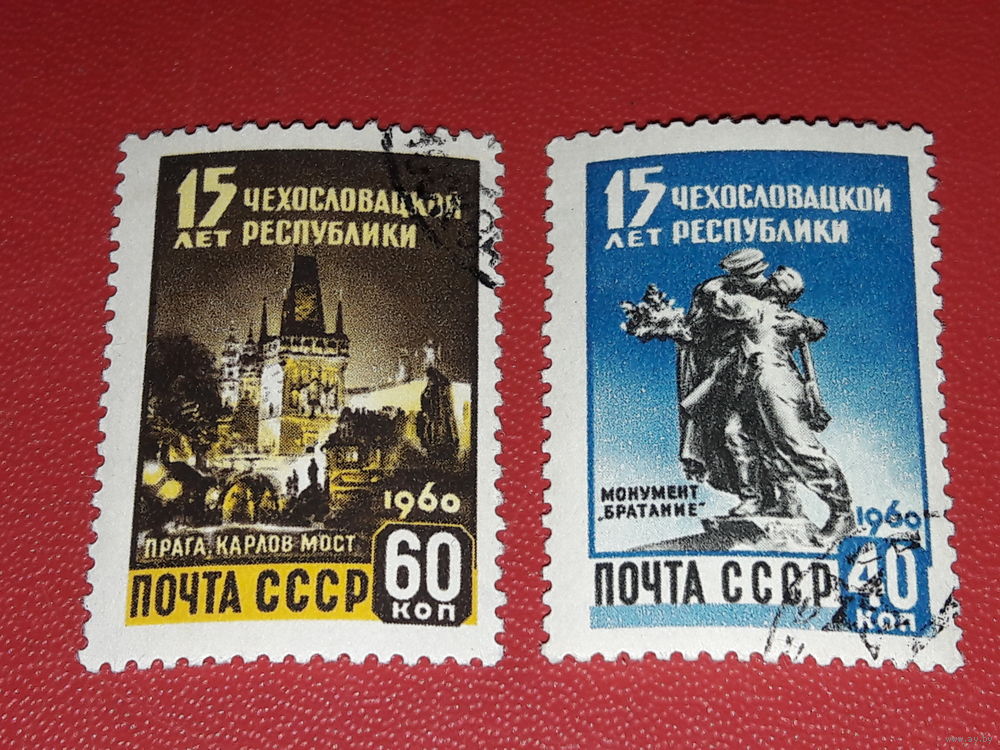 15 ЧЕХОСЛОВАЦКОЙ
ЛЕТ РЕСПУБЛИКИ
1960
ПРАГА, КАРЛОВ МОСТ
60
ПОЧТА СССР
КОП
15 ЧЕХОСЛОВАЦКОЙ
ЛЕТ РЕСПУБЛИКИ
МОНУМЕНТ
„БРАТАНИЕ"
1960
40
ПОЧТА СССР
КОП